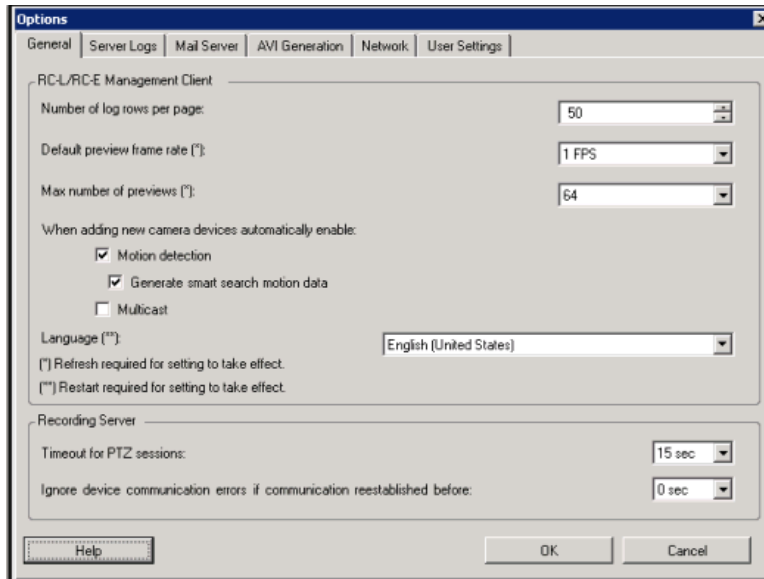 Options
General Server Logs Mail Server AVI Generation Network User Settings
RC-L/RC-E Management Client
Number of log rows per page: 50
Default preview frame rate (*): 1 FPS
Max number of previews (*): 64
When adding new camera devices automatically enable:
Motion detection
Generate smart search motion data
Multicast
Language (**): English (United States)
(*) Refresh required for setting to take effect.
(**) Restart required for setting to take effect.
Recording Server
Timeout for PTZ sessions: 15 sec
Ignore device communication errors if communication reestablished before: 0 sec
Help OK Cancel